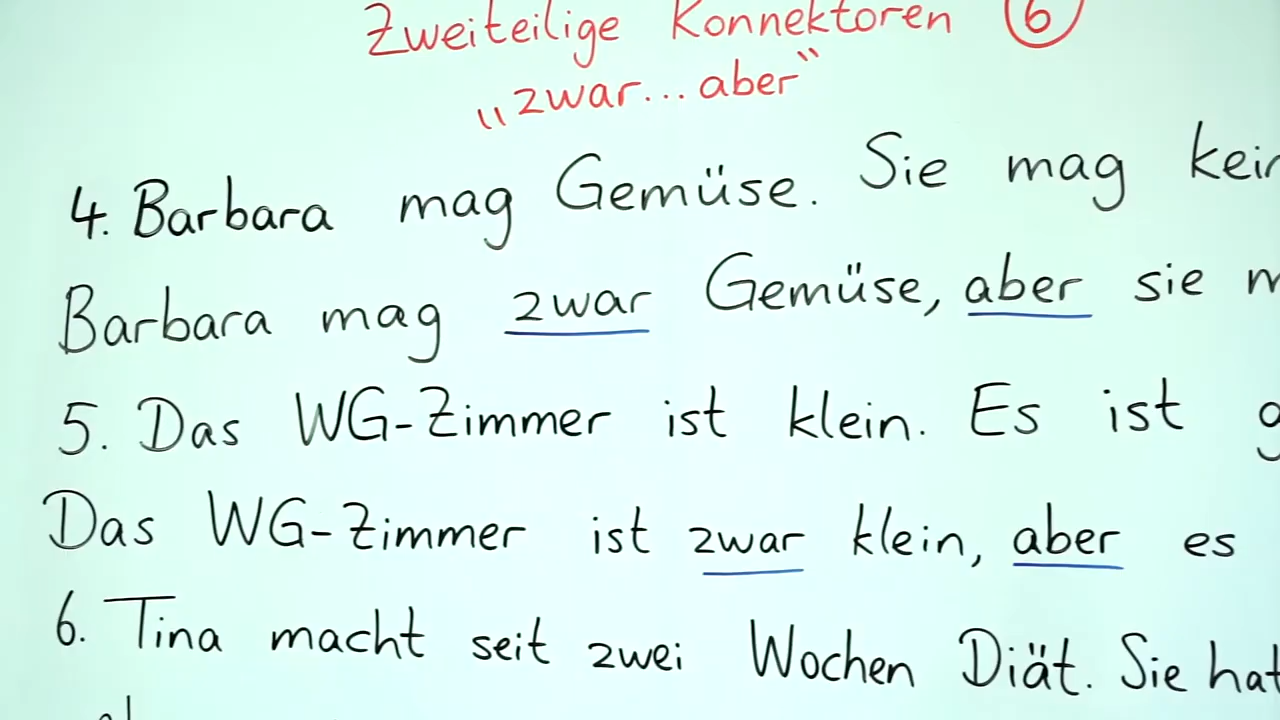 Zweiteilige Konnektoren 6
„zwar... aber“
4. Barbara mag Gemüse. Sie mag
Barbara mag zwar Gemüse, aber sie
5. Das WG-Zimmer ist klein. Es ist
Das WG-Zimmer ist zwar klein, aber es
6. Tina macht seit zwei Wochen Diät. Sie hat